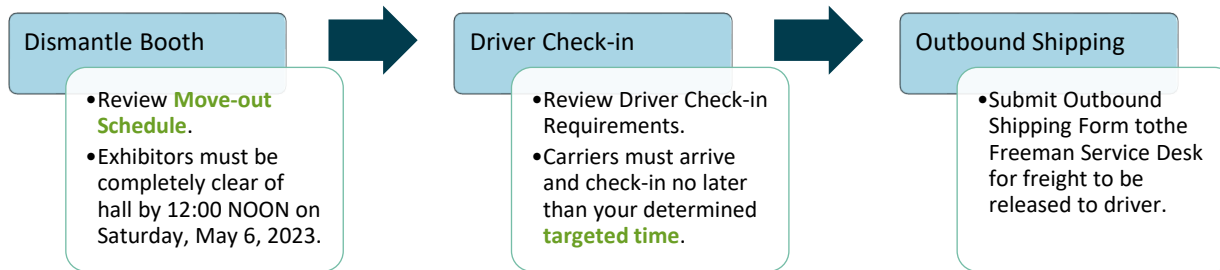 Dismantle Booth
•Review Move-out
Schedule.
•Exhibitors must be
completely clear of
hall by 12:00 NOON on
Saturday, May 6, 2023.
Driver Check-in
•Review Driver Check-in
Requirements.
•Carriers must arrive
and check-in no later
than your determined
targeted time.
Outbound Shipping
•Submit Outbound
Shipping Form tothe
Freeman Service Desk
for freight to be
released to driver.